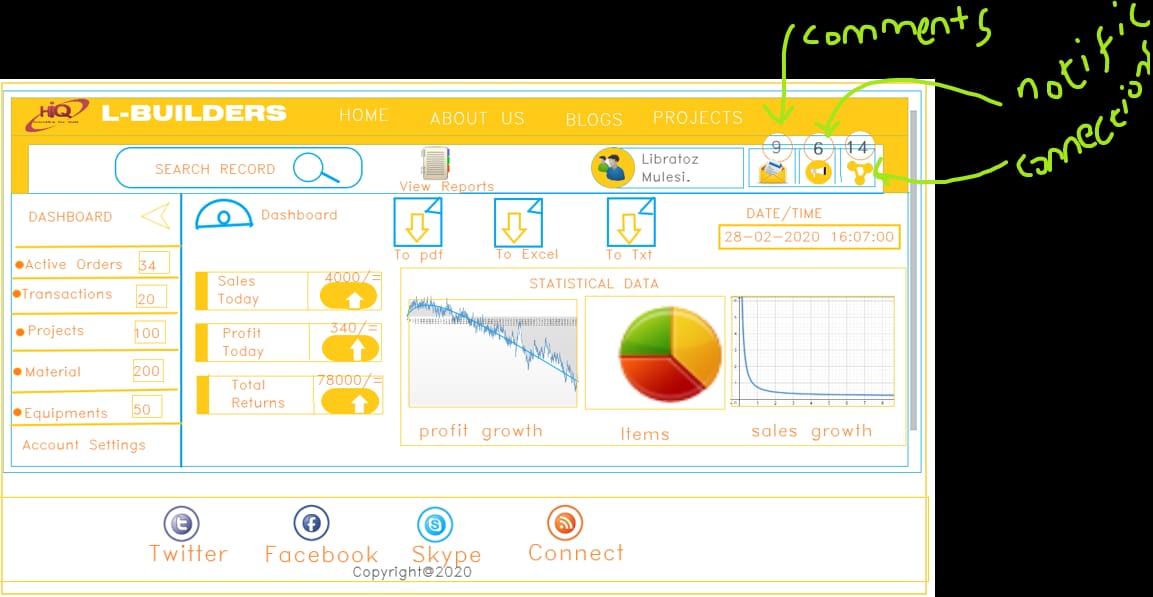 comments
notific
connections
HiQ
L-BUILDERS
HOME
ABOUT US
BLOGS
PROJECTS
9
6
14
SEARCH RECORD
View Reports
Libratoz
Mulesi.
DASHBOARD
Dashboard
To pdf
To Excel
To Txt
DATE/TIME
28-02-2020 16:07:00
Active Orders 34
Transactions 20
Projects 100
Material 200
Equipments 50
Account Settings
Sales
Today
4000/=
Profit
Today
340/=
Total
Returns
78000/=
STATISTICAL DATA
profit growth
Items
sales growth
Twitter
Facebook
Skype
Connect
Copyright@2020